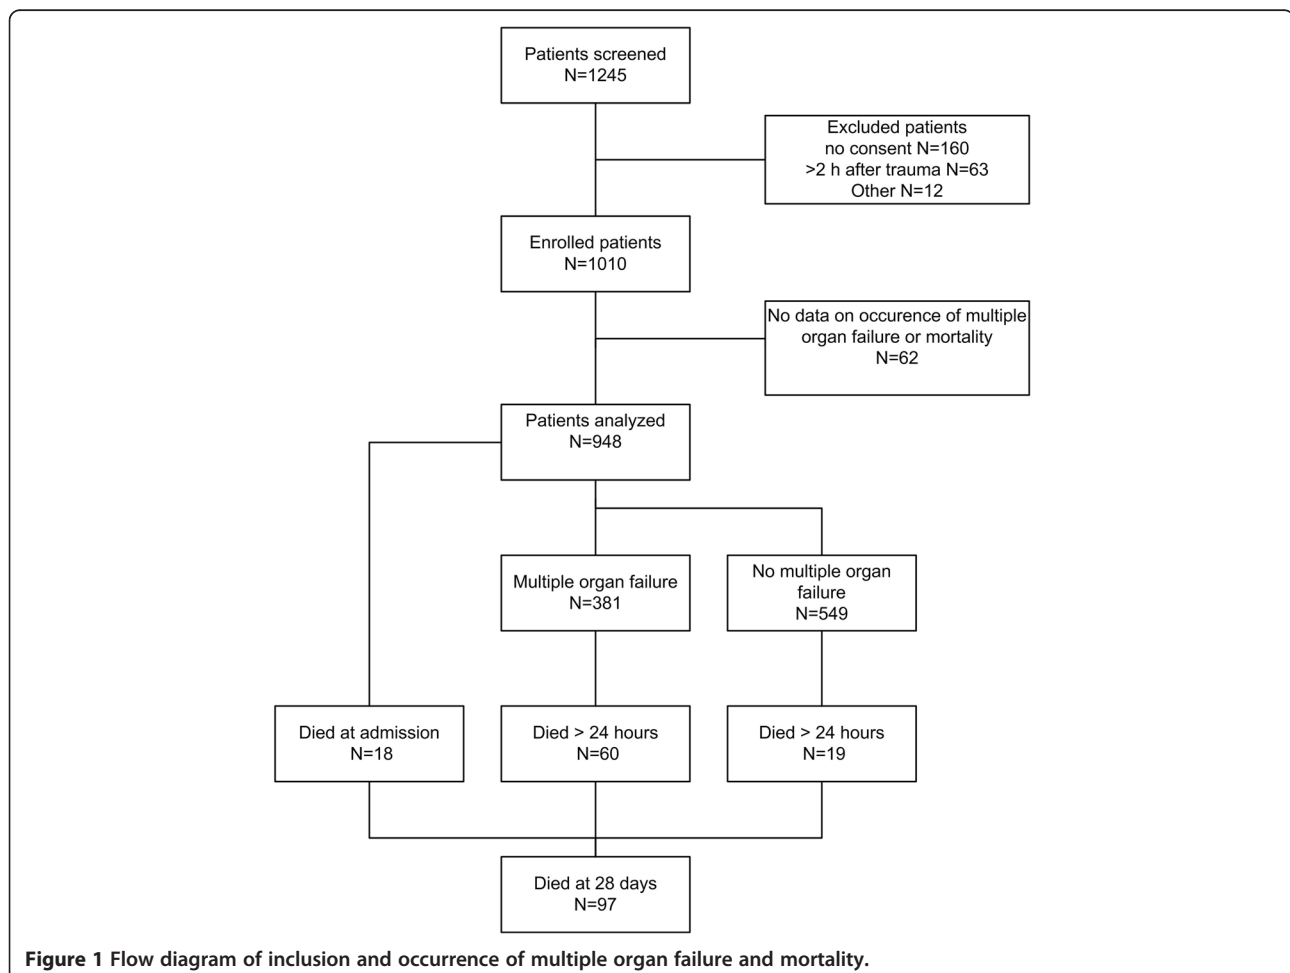 Patients screened
N=1245
Excluded patients
no consent N=160
>2 h after trauma N=63
Other N=12
Enrolled patients
N=1010
No data on occurence of multiple
organ failure or mortality
N=62
Patients analyzed
N=948
Multiple organ failure
N=381
No multiple organ
failure
N=549
Died at admission
N=18
Died > 24 hours
N=60
Died > 24 hours
N=19
Died at 28 days
N=97
Figure 1 Flow diagram of inclusion and occurrence of multiple organ failure and mortality.